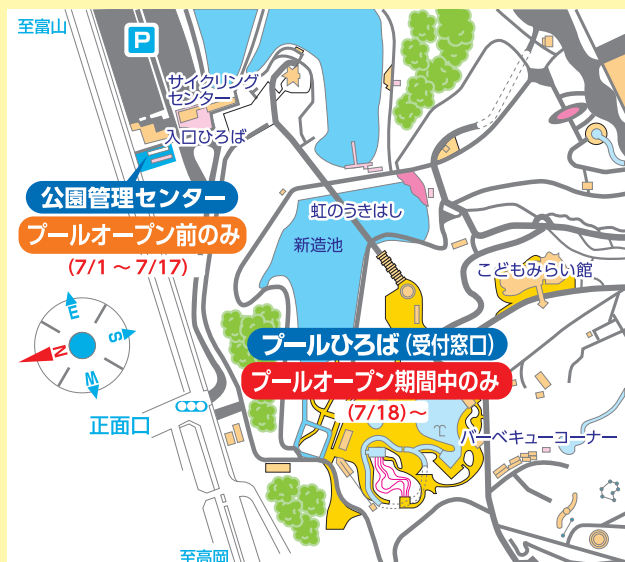 至富山
P
サイクリング
センター
入口ひろば
公園管理センター
プールオープン前のみ
(7/1 ～ 7/17)
虹のうきはし
新造池
こどもみらい館
E
S
N
W
プールひろば (受付窓口)
プールオープン期間中のみ
(7/18) ～
正面口
バーベキューコーナー
至高岡